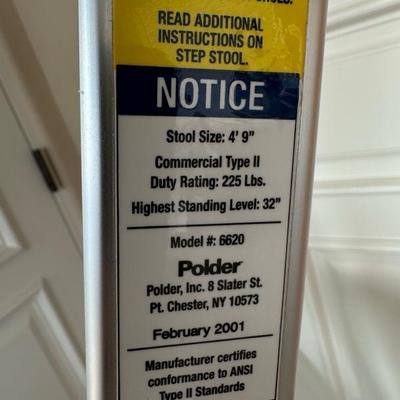 READ ADDITIONAL
INSTRUCTIONS ON
STEP STOOL.
NOTICE
Stool Size: 4' 9"
Commercial Type II
Duty Rating: 225 Lbs.
Highest Standing Level: 32"
Model #: 6620
Polder
Polder, Inc. 8 Slater St.
Pt. Chester, NY 10573
February 2001
Manufacturer certifies
conformance to ANSI
Type II Standards